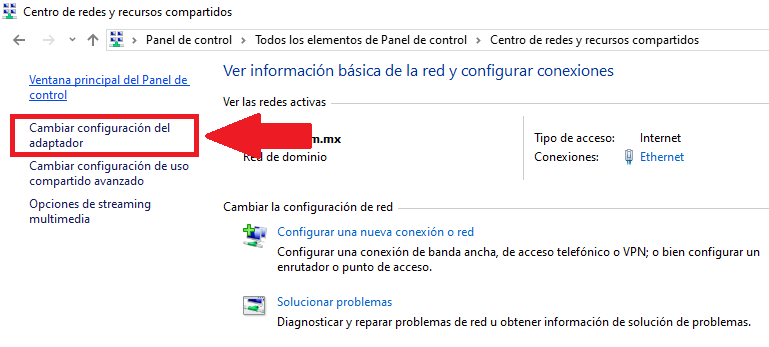 Centro de redes y recursos compartidos
Panel de control > Todos los elementos de Panel de control > Centro de redes y recursos compartidos
Ventana principal del Panel de
control
Cambiar configuración del
adaptador
Cambiar configuración de uso
compartido avanzado
Opciones de streaming
multimedia
Ver información básica de la red y configurar conexiones
Ver las redes activas
m.mx
Red de dominio
Tipo de acceso: Internet
Conexiones: Ethernet
Cambiar la configuración de red
Configurar una nueva conexión o red
Configurar una conexión de banda ancha, de acceso telefónico o VPN; o bien configurar un
enrutador o punto de acceso.
Solucionar problemas
Diagnosticar y reparar problemas de red u obtener información de solución de problemas.